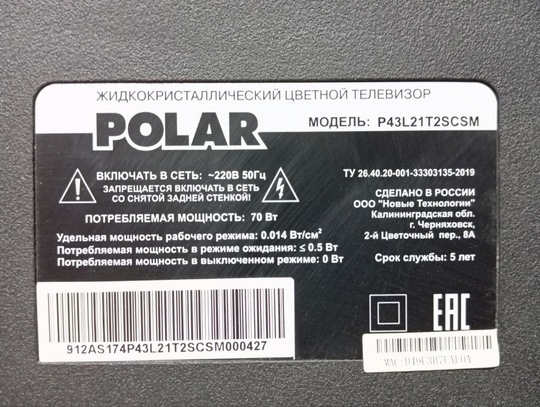 ЖИДКОКРИСТАЛЛИЧЕСКИЙ ЦВЕТНОЙ ТЕЛЕВИЗОР
POLAR
МОДЕЛЬ: P43L21T2SCSM
ВКЛЮЧАТЬ В СЕТЬ: ~220В 50Гц
ЗАПРЕЩАЕТСЯ ВКЛЮЧАТЬ В СЕТЬ
СО СНЯТОЙ ЗАДНЕЙ СТЕНКОЙ!
ПОТРЕБЛЯЕМАЯ МОЩНОСТЬ: 70 Вт
Удельная мощность рабочего режима: 0.014 Вт/см²
Потребляемая мощность в режиме ожидания: ≤ 0.5 Вт
Потребляемая мощность в выключенном режиме: 0 Вт
ТУ 26.40.20-001-33303135-2019
СДЕЛАНО В РОССИИ
ООО "Новые Технологии"
Калининградская обл.
г. Черняховск,
2-й Цветочный пер., 8А
Срок службы: 5 лет
912AS174P43L21T2SCSM000427
EAC